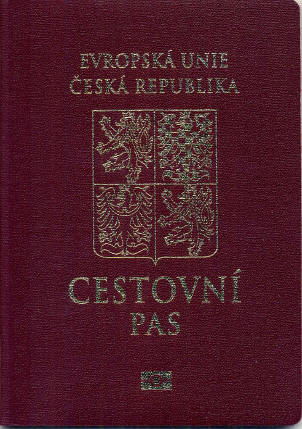 EVROPSKÁ UNIE
ČESKÁ REPUBLIKA
CESTOVNÍ
PAS